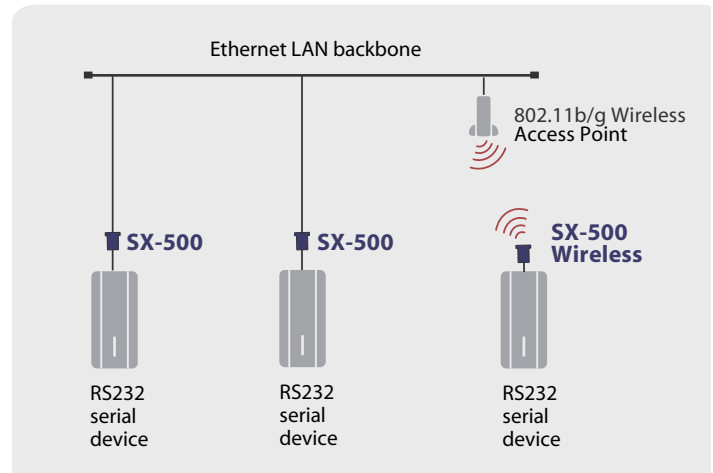 Ethernet LAN backbone
802.11b/g Wireless
Access Point
SX-500
SX-500
SX-500
Wireless
RS232
serial
device
RS232
serial
device
RS232
serial
device